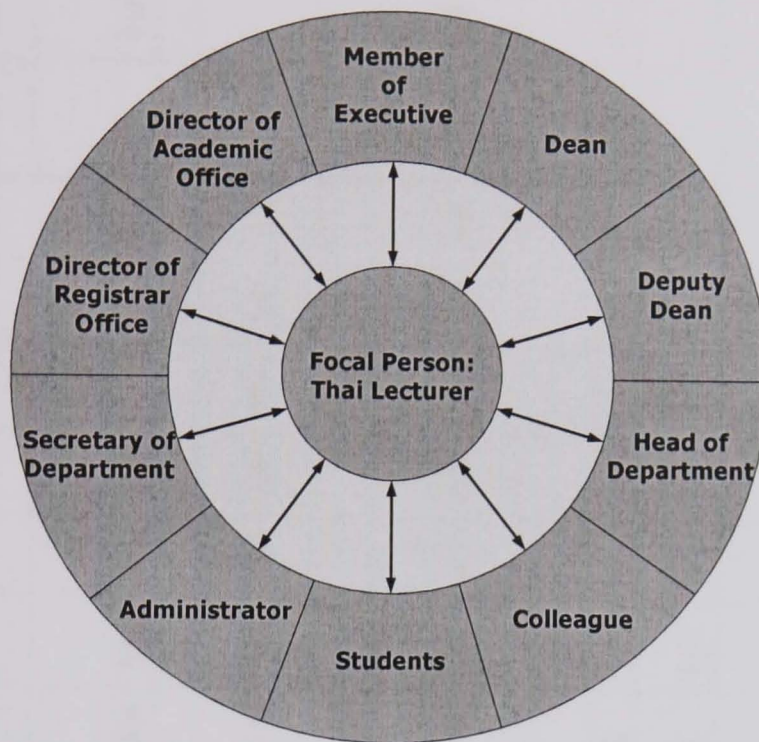 Member
of
Executive
Dean
Deputy
Dean
Head of
Department
Colleague
Students
Administrator
Secretary of
Department
Director of
Registrar
Office
Director of
Academic
Office
Focal Person:
Thai Lecturer